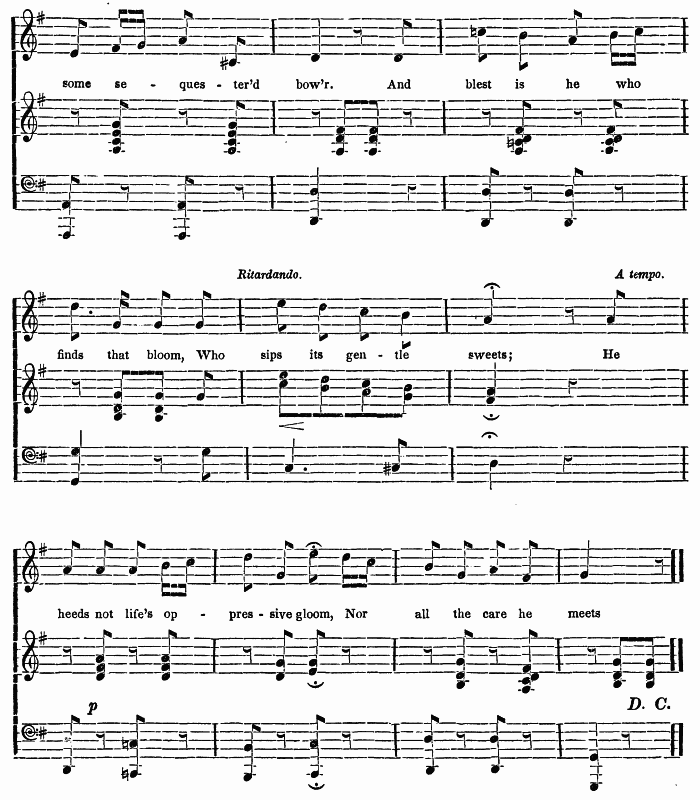 some se - ques - ter'd bow'r. And blest is he who
Ritardando. A tempo.
finds that bloom, Who sips its gen - tle sweets; He
heeds not life's op - pres - sive gloom, Nor all the care he meets
p D. C.